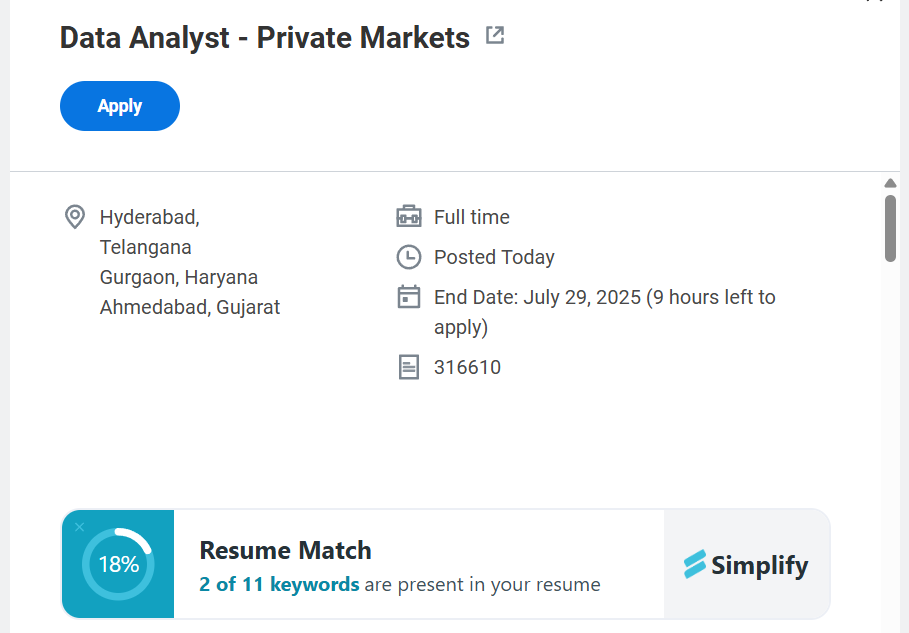 Data Analyst - Private Markets
Apply
Hyderabad,
Telangana
Gurgaon, Haryana
Ahmedabad, Gujarat
Full time
Posted Today
End Date: July 29, 2025 (9 hours left to
apply)
316610
18%
Resume Match
2 of 11 keywords are present in your resume
Simplify